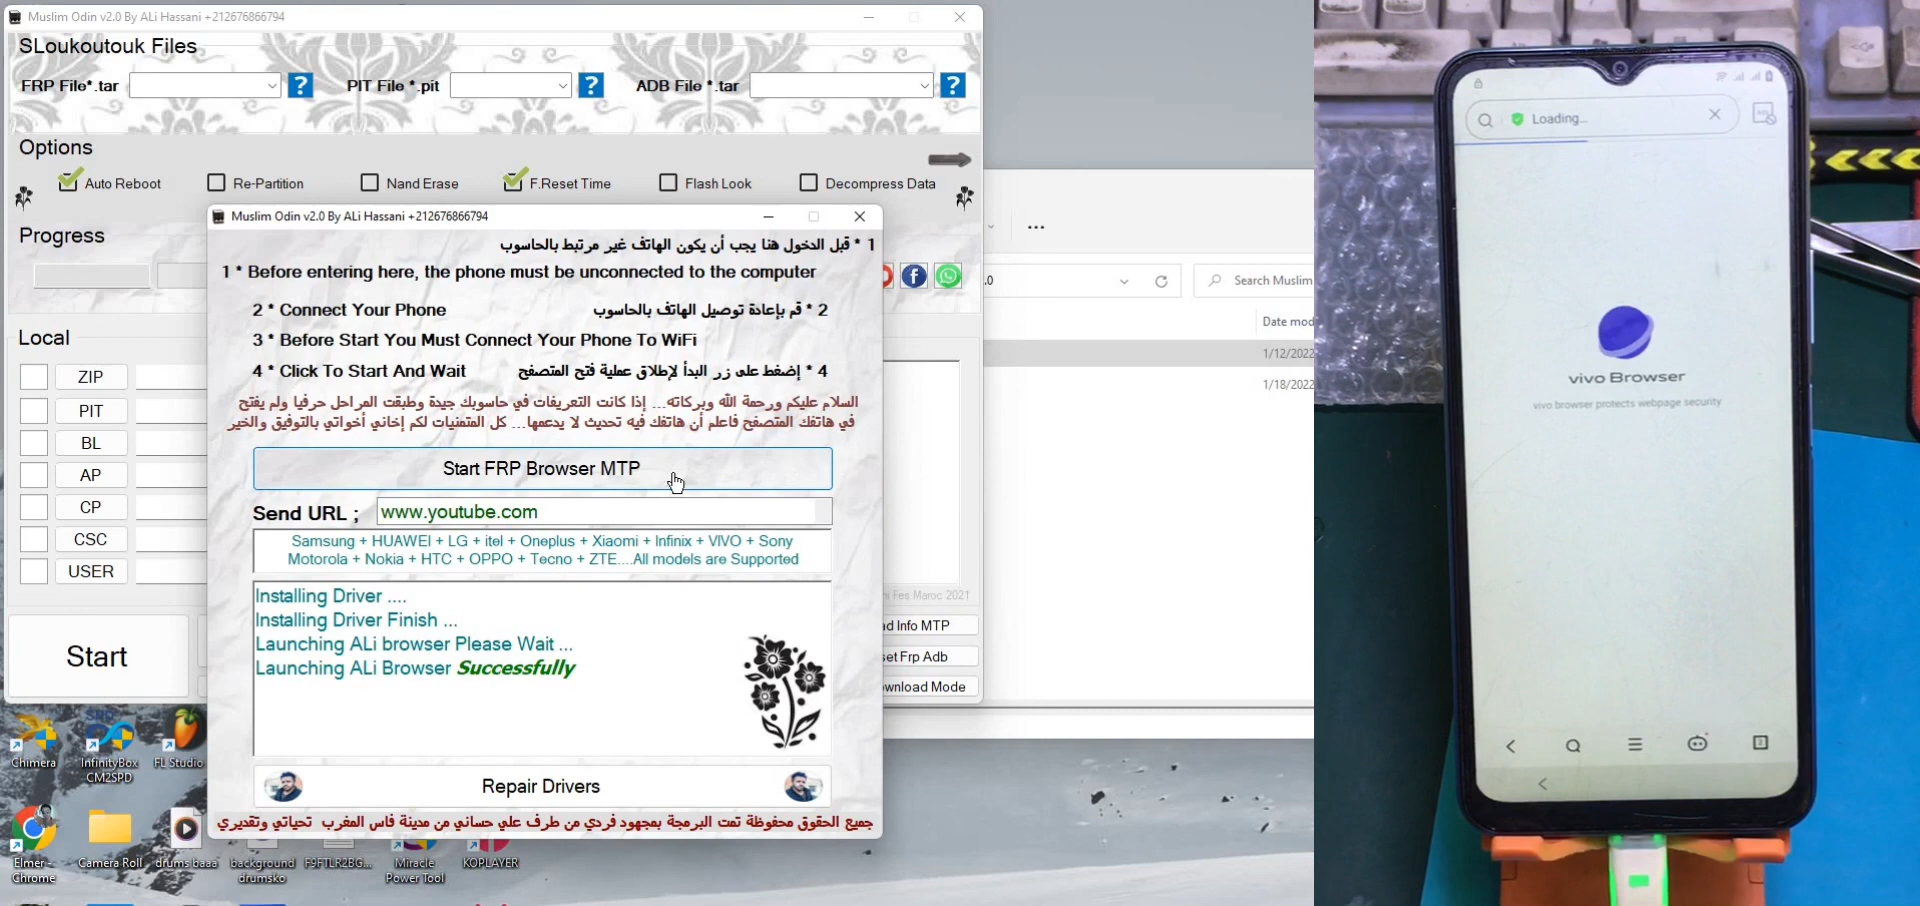 Muslim Odin v2.0 By ALi Hassani +212676866794
SLoukoutouk Files
FRP File*.tar
?
PIT File *.pit
?
ADB File *.tar
?
Options
Auto Reboot
Re-Partition
Nand Erase
F.Reset Time
Flash Look
Decompress Data
Progress
Local
ZIP
PIT
BL
AP
CP
CSC
USER
Start
Muslim Odin v2.0 By ALi Hassani +212676866794
1 * قبل الدخول هنا يجب أن يكون الهاتف غير مرتبط بالحاسوب
1 * Before entering here, the phone must be unconnected to the computer
2 * Connect Your Phone
2 * قم بإعادة توصيل الهاتف بالحاسوب
3 * Before Start You Must Connect Your Phone To WiFi
4 * Click To Start And Wait
4 * إضغط على زر البدأ لإطلاق عملية فتح المتصفح
السلام عليكم ورحمة الله وبركاته... إذا كانت التعريفات في حاسوبك جيدة وطبقت المراحل حرفيا ولم يفتح
في هاتفك المتصفح فاعلم أن هاتفك فيه تحديث لا يدعمها... كل المتمنيات لكم إخاني أخواتي بالتوفيق والخير
Start FRP Browser MTP
Send URL ;
www.youtube.com
Samsung + HUAWEI + LG + itel + Oneplus + Xiaomi + Infinix + VIVO + Sony
Motorola + Nokia + HTC + OPPO + Tecno + ZTE....All models are Supported
Installing Driver ....
Installing Driver Finish ...
Launching ALi browser Please Wait ...
Launching ALi Browser Successfully
Repair Drivers
جميع الحقوق محفوظة تمت البرمجة بمجهود فردي من طرف علي حساني من مدينة فاس المغرب تحياتي وتقديري
Fes Maroc 2021
Info MTP
Frp Adb
Mode
.0
Search Muslim
Date mod
1/12/2022
1/18/2022
Chimera
InfinityBox
CM2SPD
FL Studio
Elmer -
Chrome
Camera Roll
drums baaa
background
drumsko
F9FTLR2BG...
Miracle
Power Tool
KOPLAYER
Loading...
vivo Browser
vivo browser protects webpage security